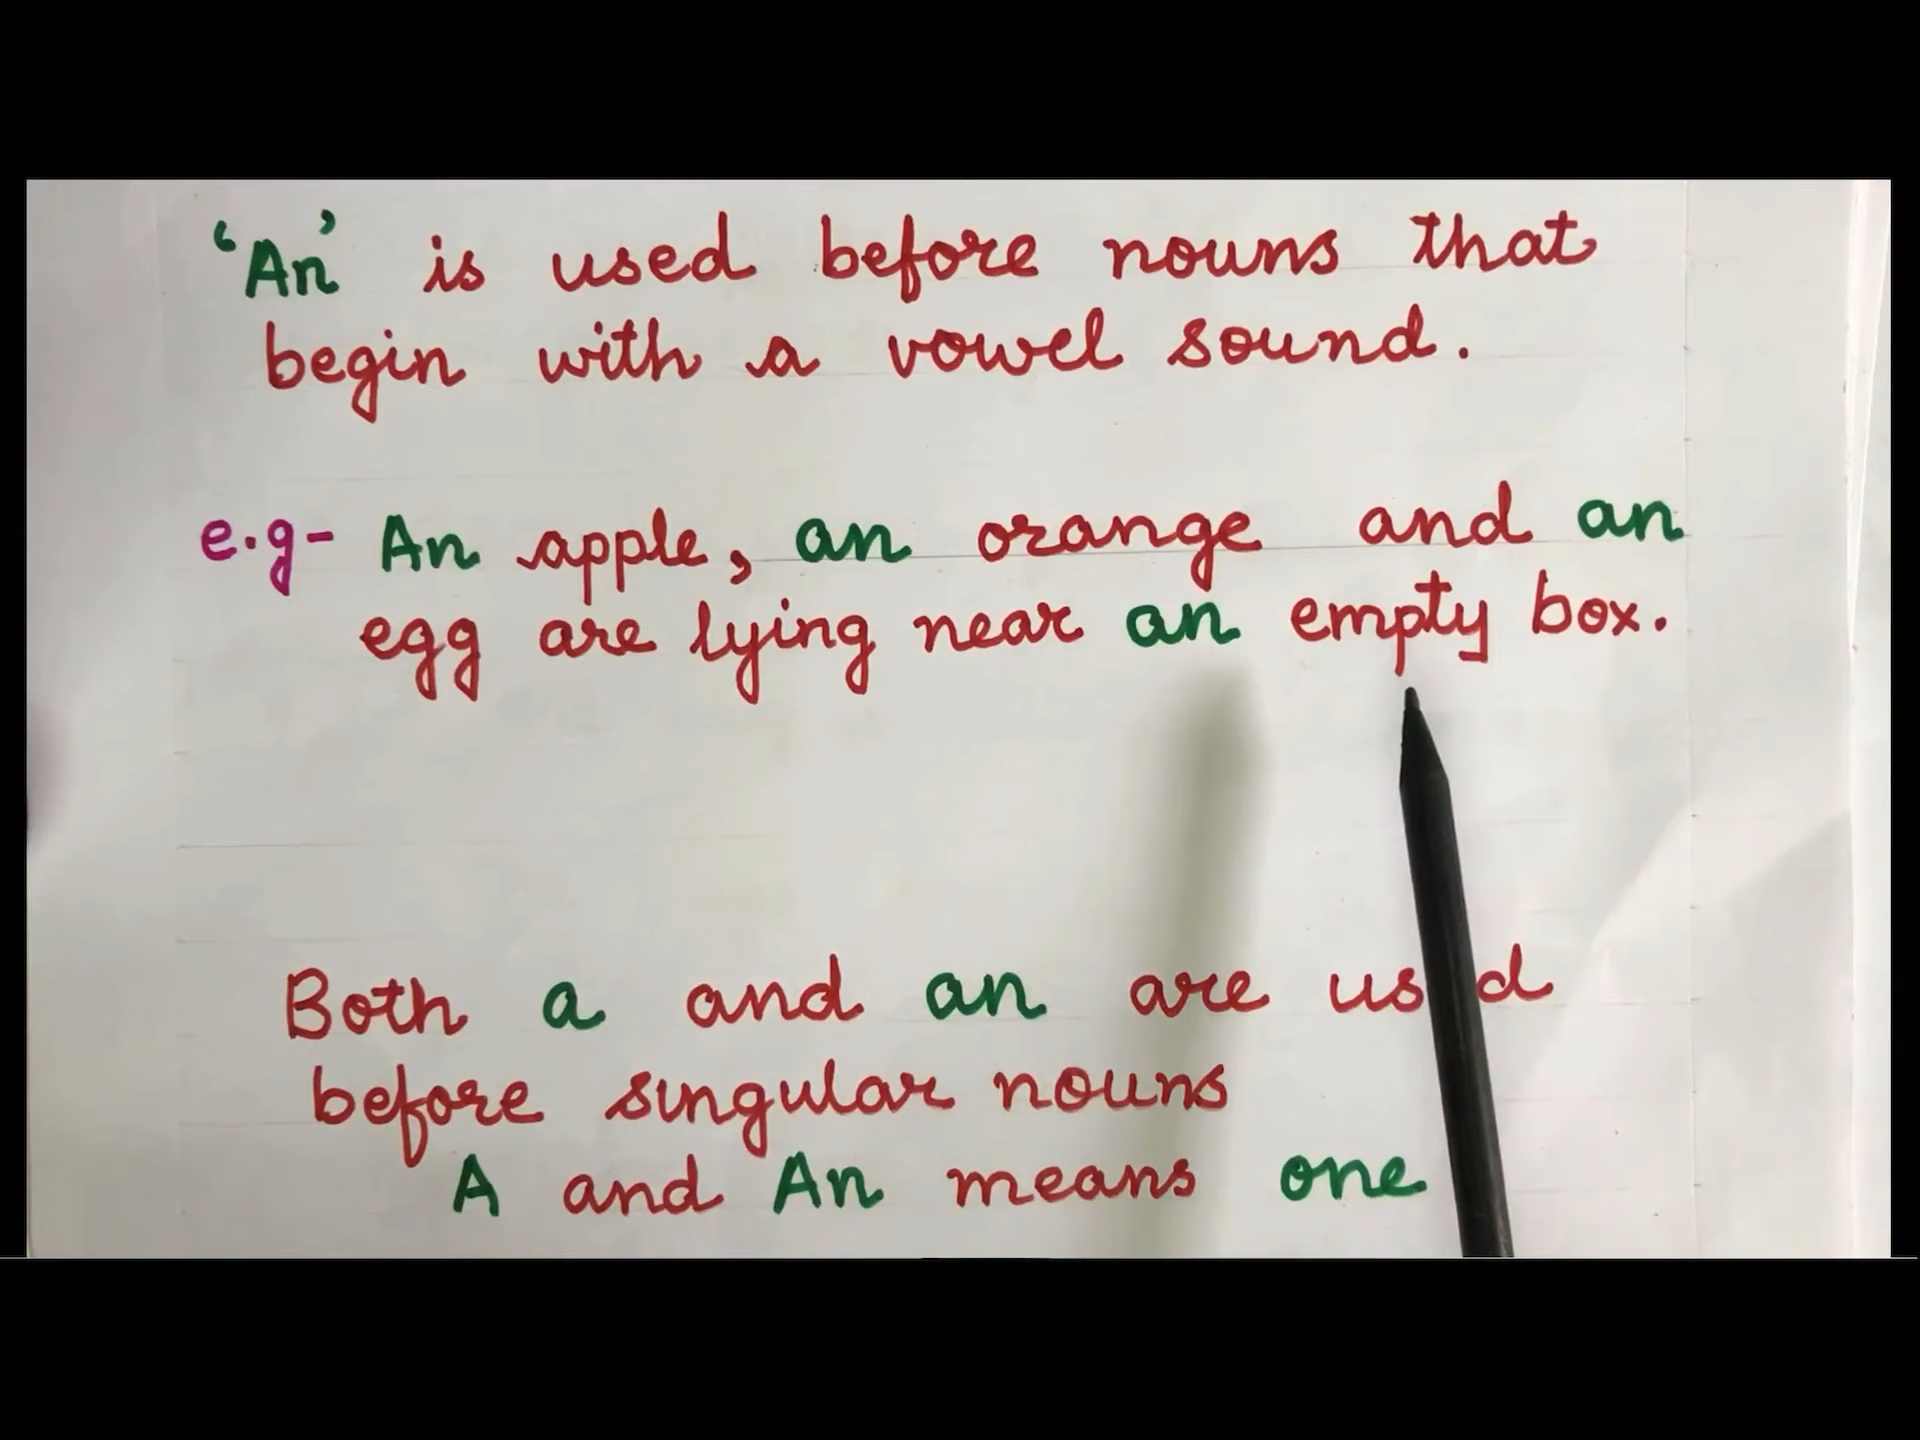 'An' is used before nouns that
begin with a vowel sound.
e.g- An apple, an orange and an
egg are lying near an empty box.
Both a and an are used
before singular nouns
A and An means one